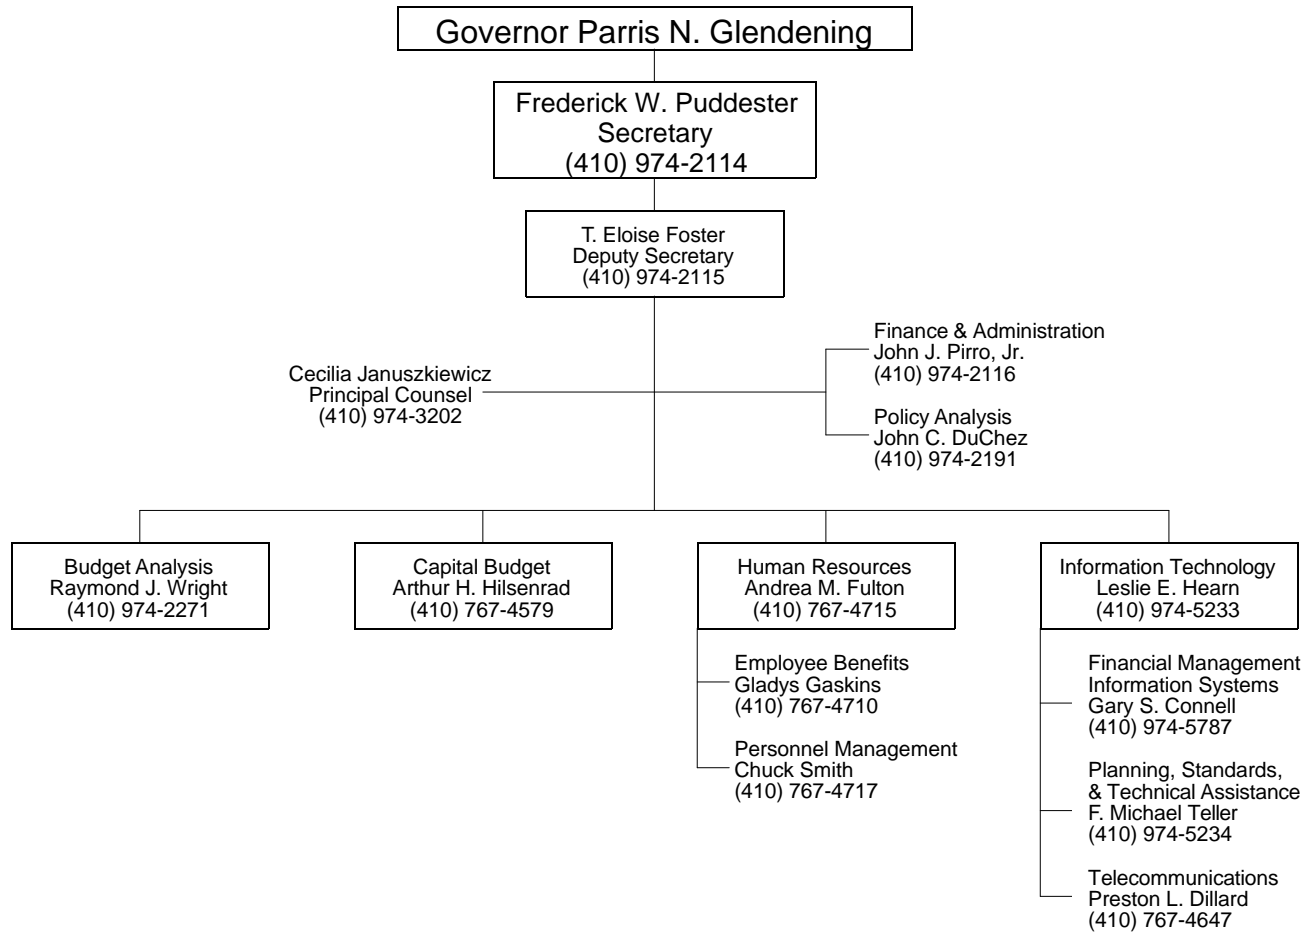 Governor Parris N. Glendening
Frederick W. Puddester
Secretary
(410) 974-2114
T. Eloise Foster
Deputy Secretary
(410) 974-2115
Cecilia Januszkiewicz
Principal Counsel
(410) 974-3202
Finance & Administration
John J. Pirro, Jr.
(410) 974-2116
Policy Analysis
John C. DuChez
(410) 974-2191
Budget Analysis
Raymond J. Wright
(410) 974-2271
Capital Budget
Arthur H. Hilsenrad
(410) 767-4579
Human Resources
Andrea M. Fulton
(410) 767-4715
Employee Benefits
Gladys Gaskins
(410) 767-4710
Personnel Management
Chuck Smith
(410) 767-4717
Information Technology
Leslie E. Hearn
(410) 974-5233
Financial Management
Information Systems
Gary S. Connell
(410) 974-5787
Planning, Standards,
& Technical Assistance
F. Michael Teller
(410) 974-5234
Telecommunications
Preston L. Dillard
(410) 767-4647